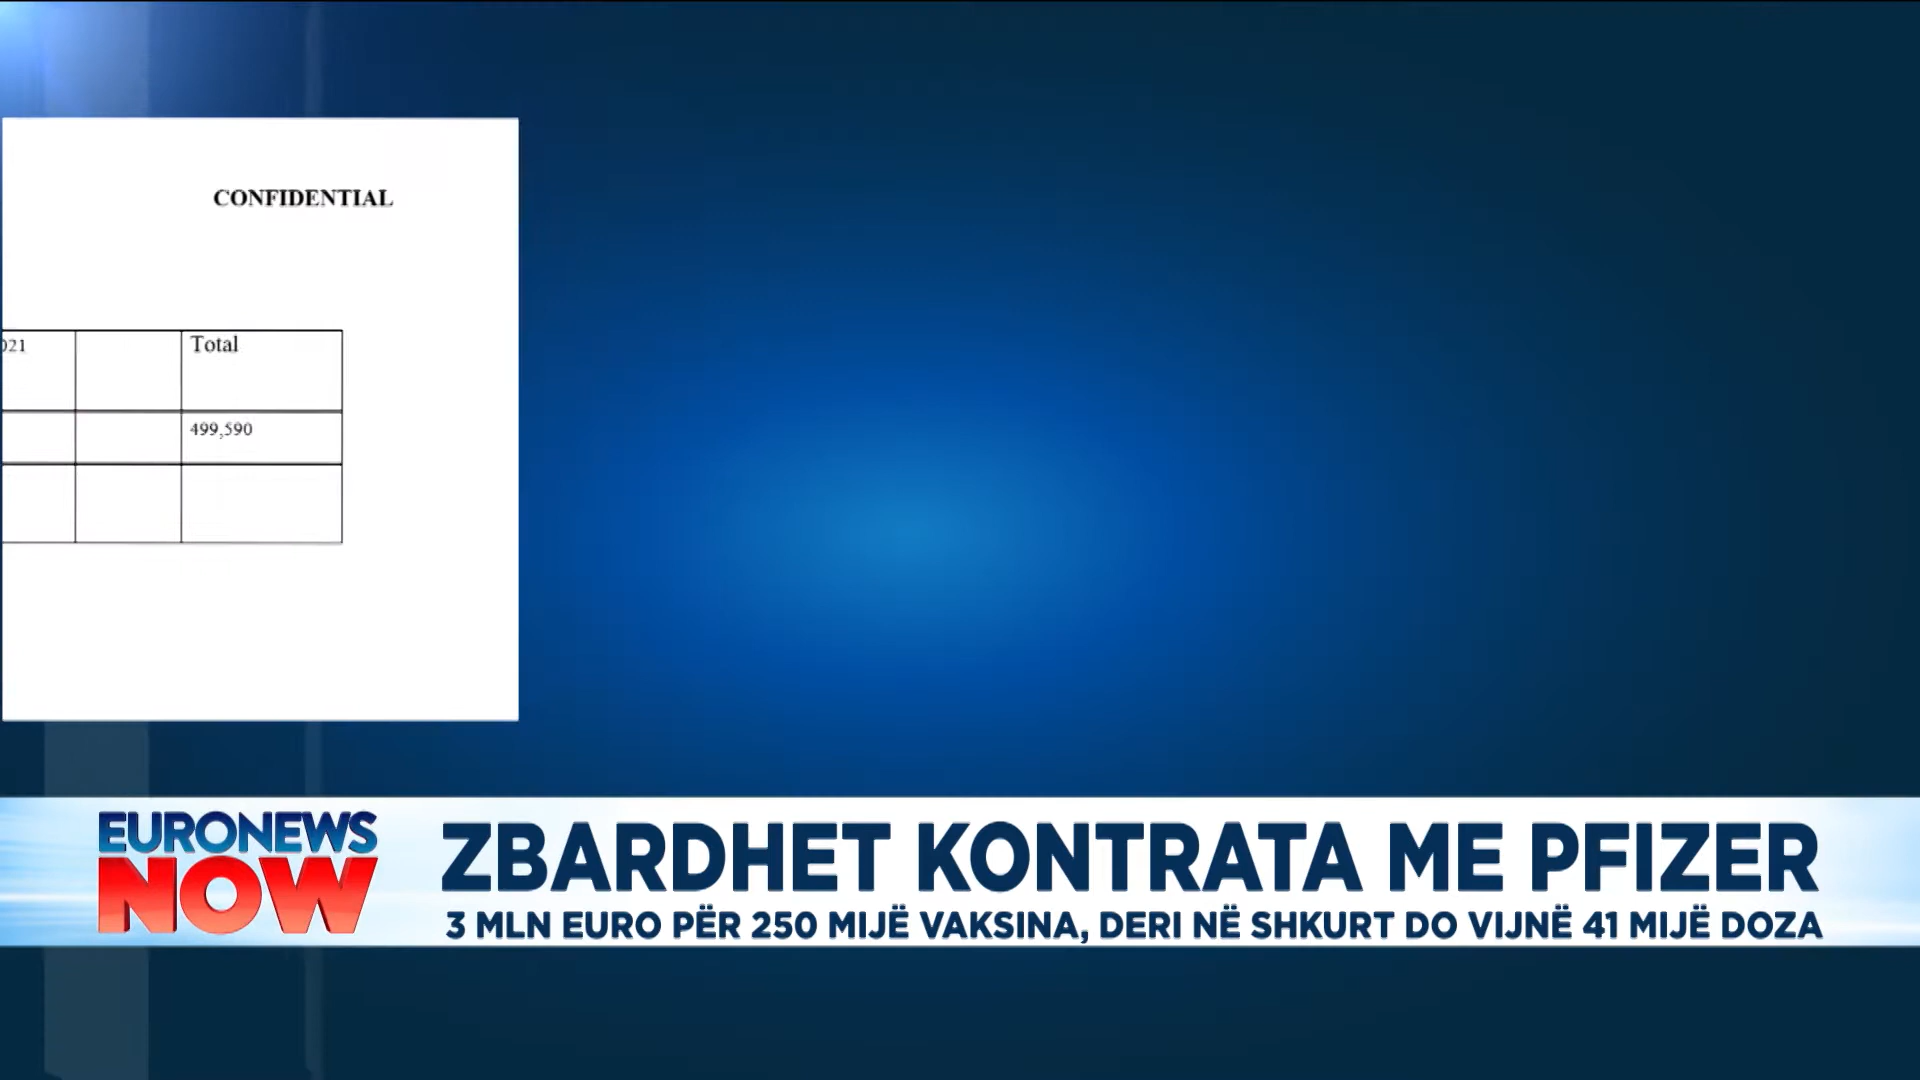 CONFIDENTIAL
021 Total
499,590
EURONEWS
NOW
ZBARDHET KONTRATA ME PFIZER
3 MLN EURO PËR 250 MIJË VAKSINA, DERI NË SHKURT DO VIJNË 41 MIJË DOZA